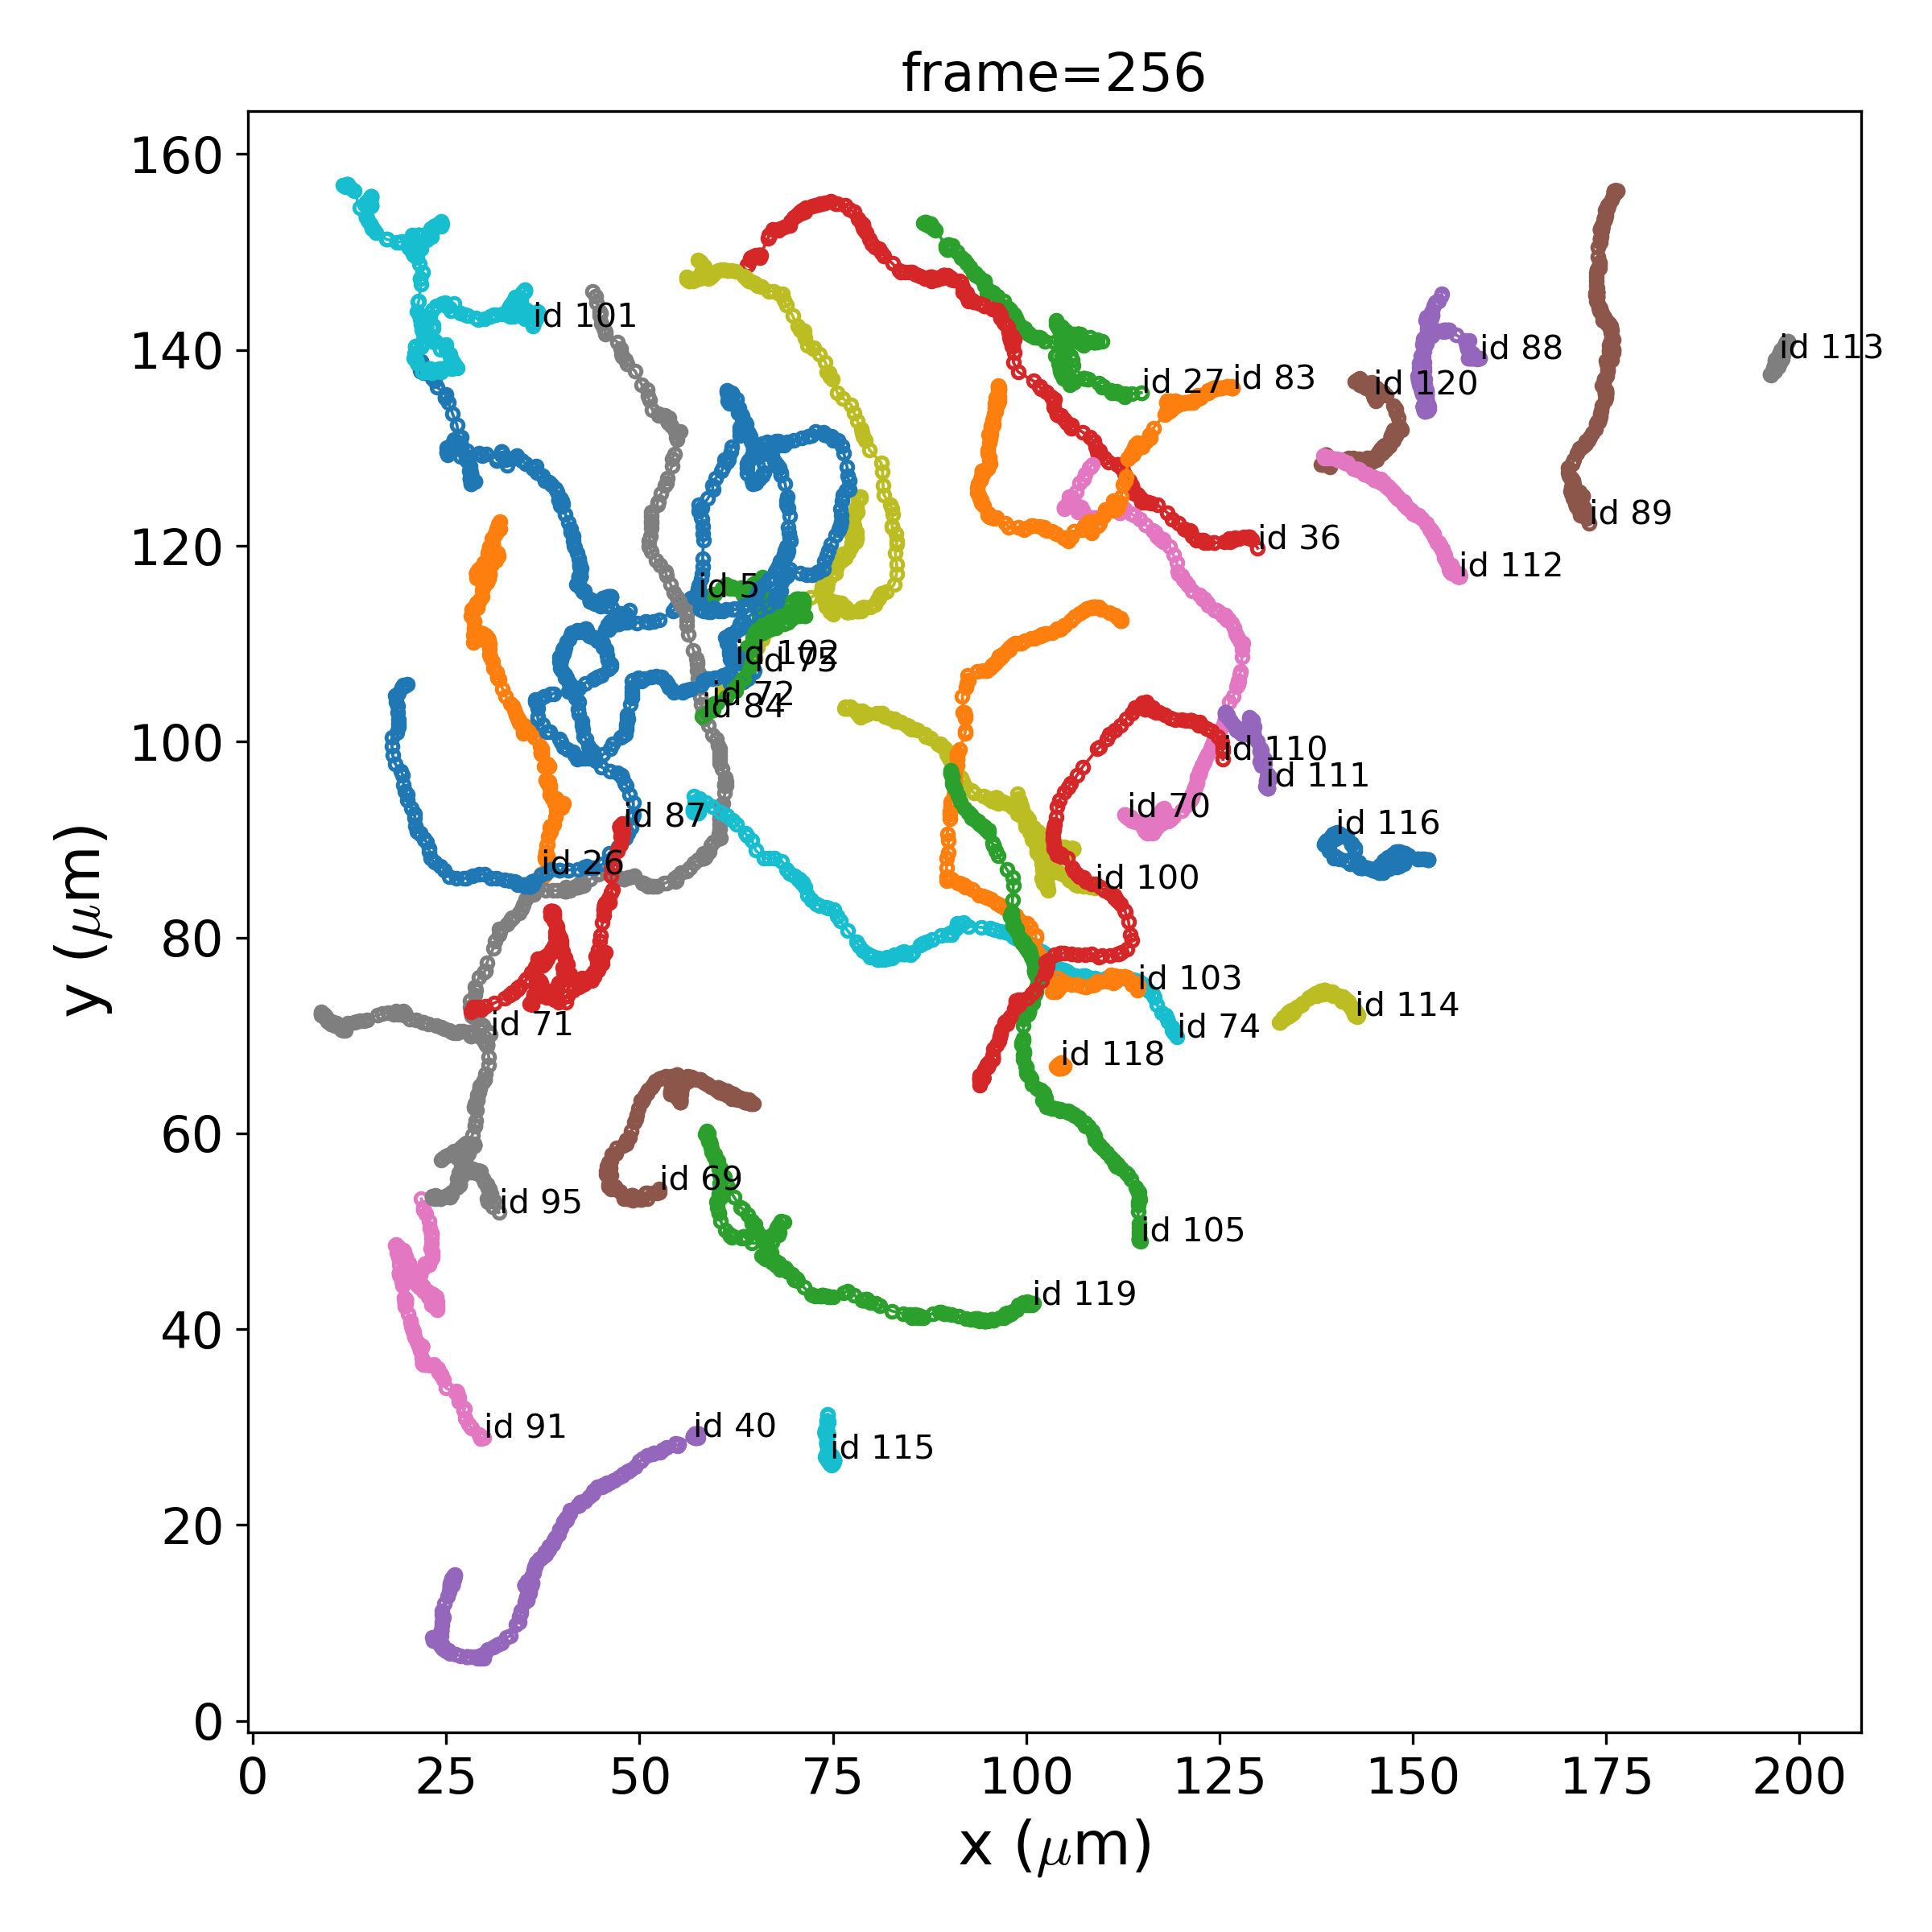 frame=256
160
140
120
100
80
60
40
20
0
y (μm)
id 101
id 27
id 83
id 120
id 88
id 113
id 89
id 36
id 112
id 5
id 102
id 75
id 72
id 84
id 110
id 111
id 70
id 87
id 116
id 26
id 100
id 103
id 114
id 71
id 74
id 118
id 69
id 95
id 105
id 119
id 91
id 40
id 115
0 25 50 75 100 125 150 175 200
x (μm)